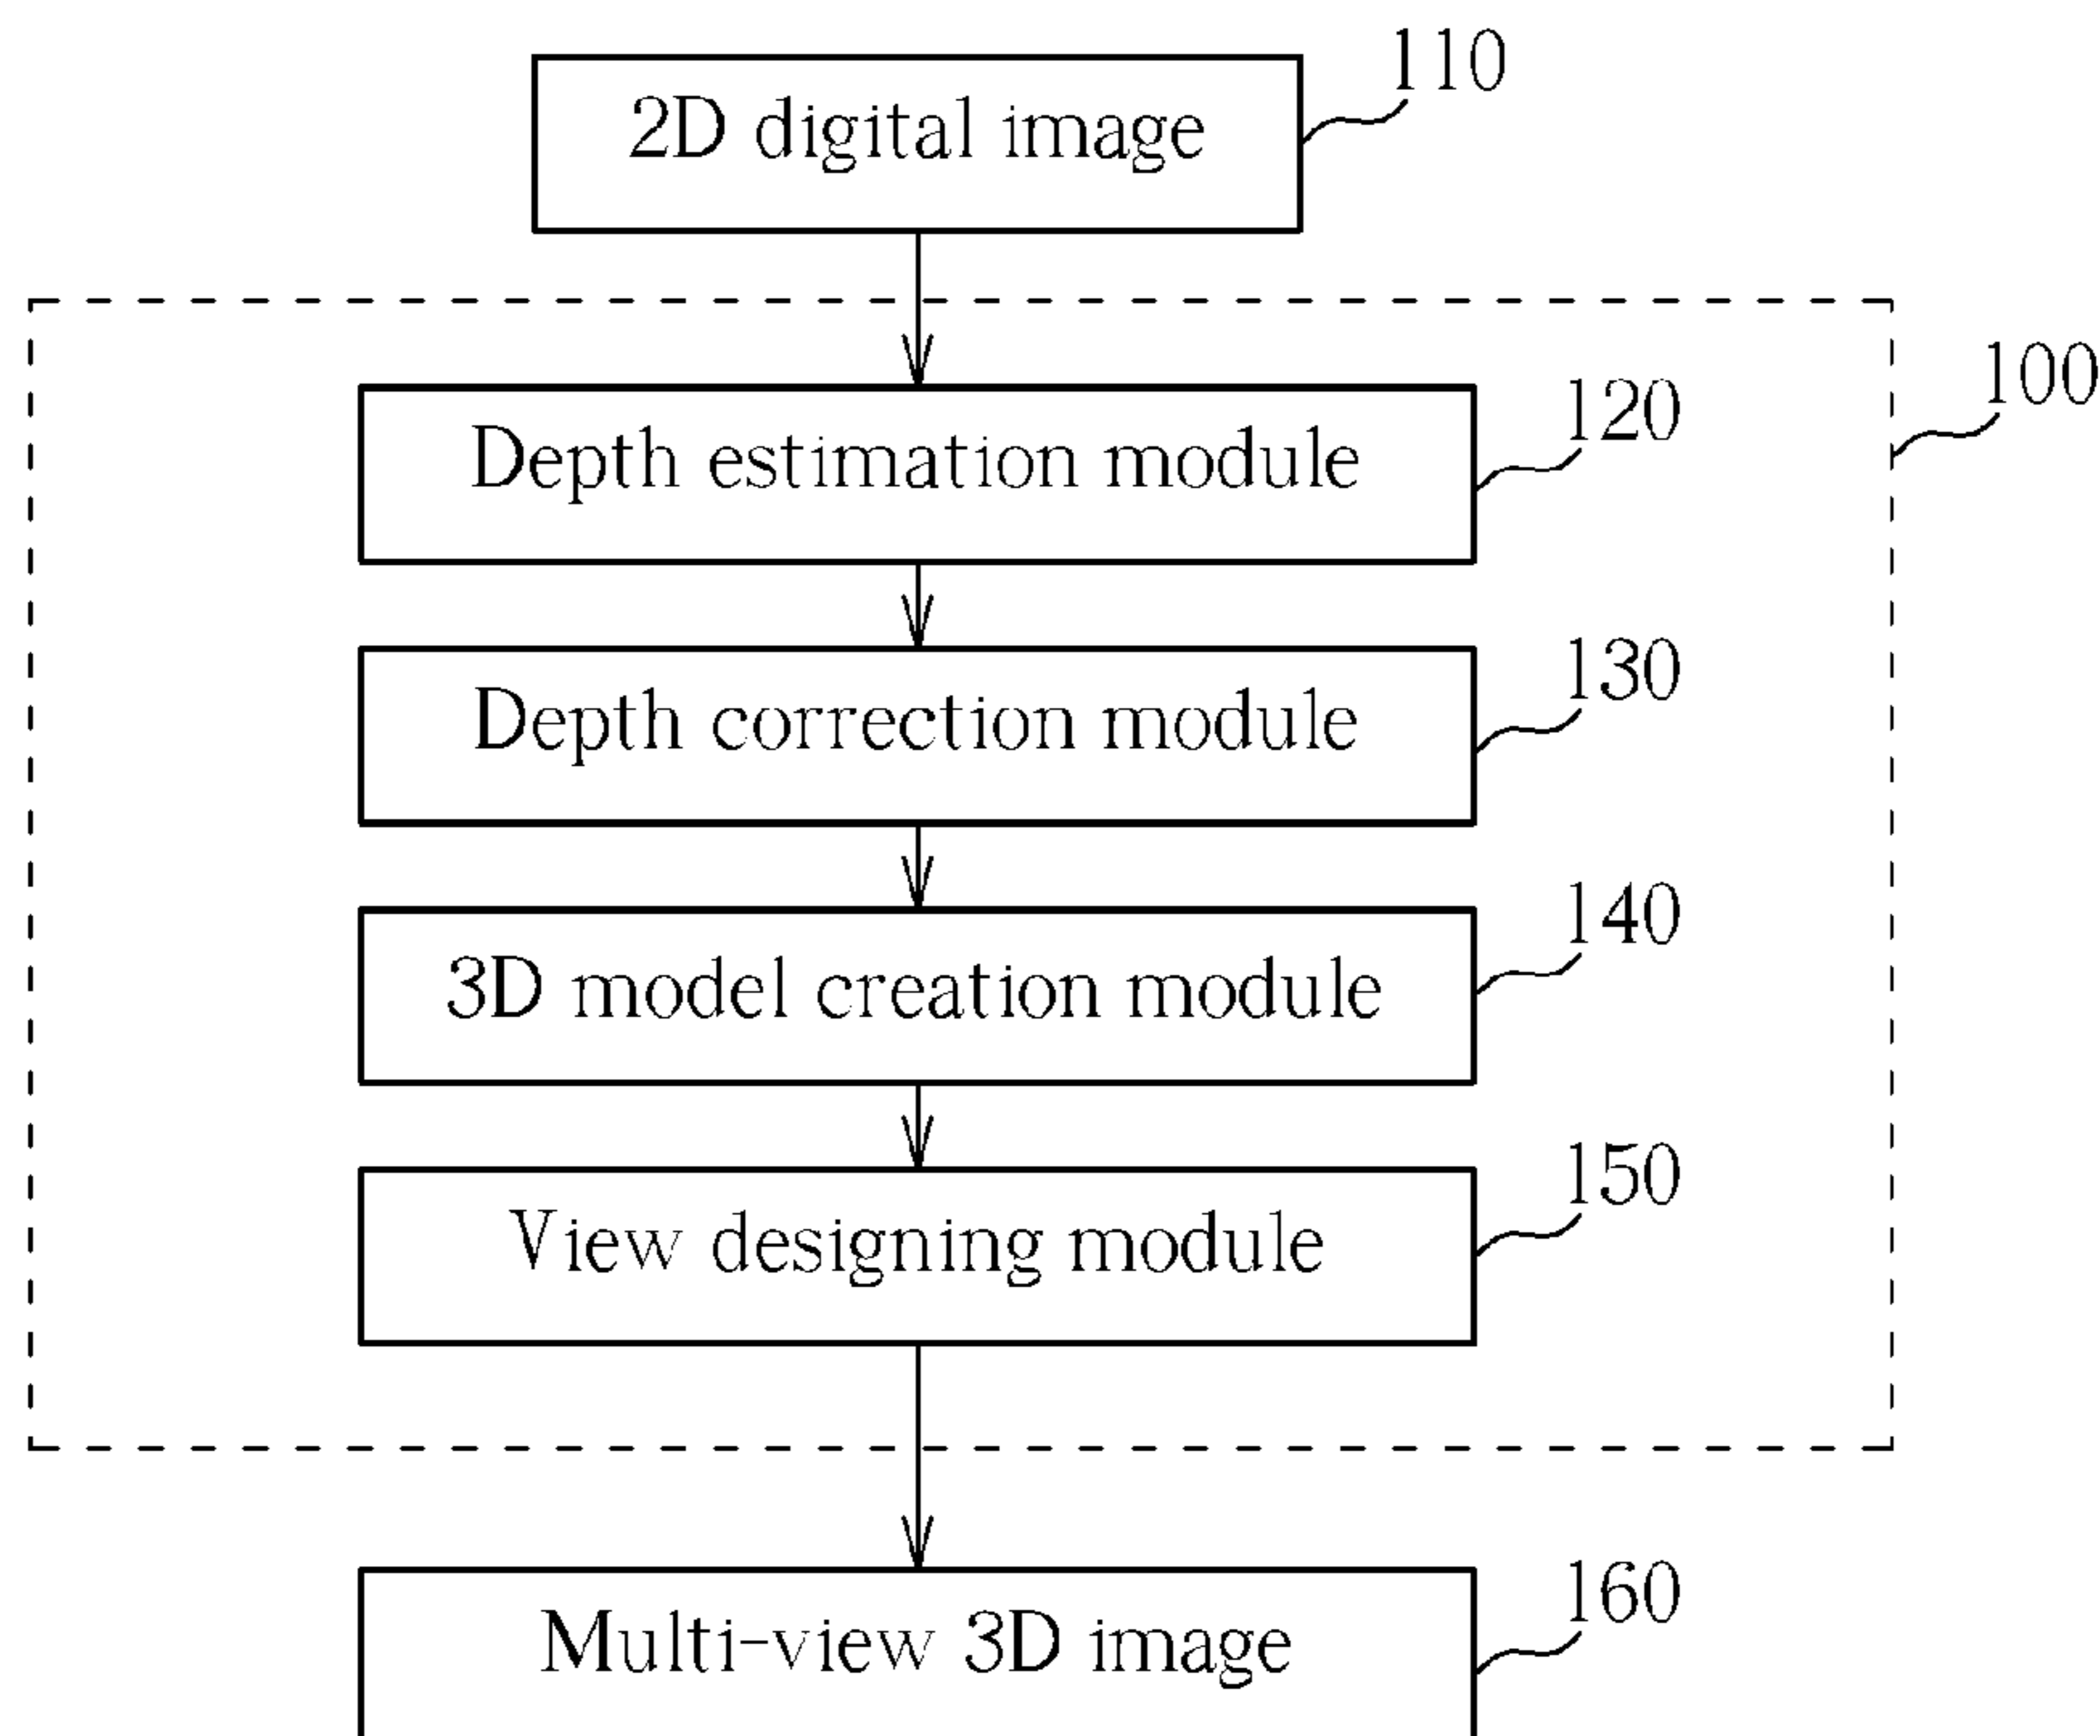 2D digital image
110
100
Depth estimation module
120
Depth correction module
130
3D model creation module
140
View designing module
150
Multi-view 3D image
160